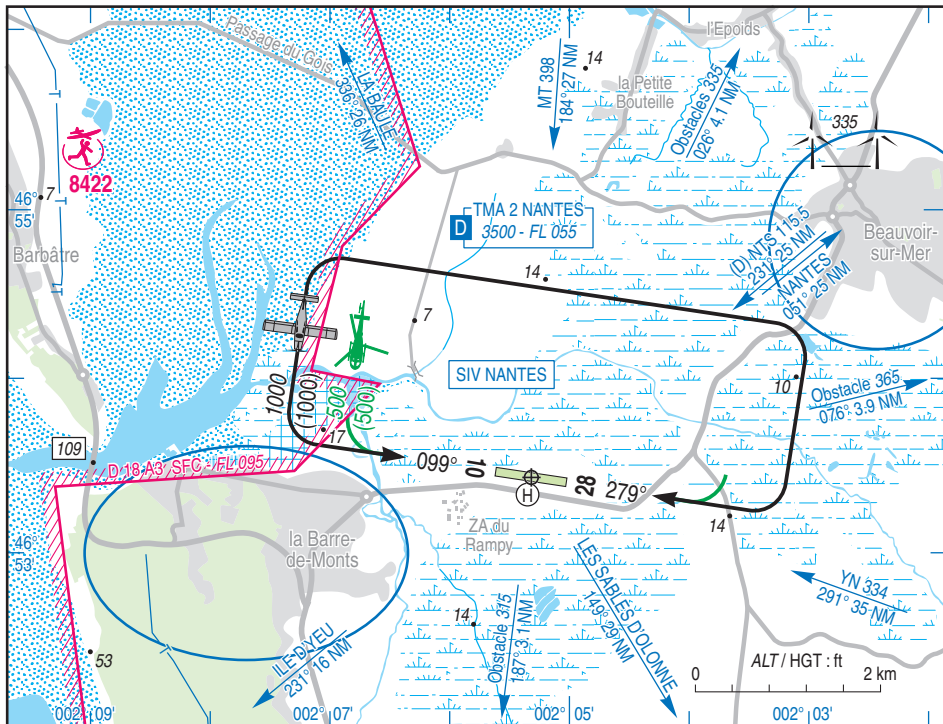 Passage du Gois
l'Epoids
la Petite
Bouteille
14
MT 398
184° 27 NM
Obstacles 335
026° 4.1 NM
335
LA BAULE
336° 26 NM
8422
7
46°
55'
Barbâtre
D
TMA 2 NANTES
3500 - FL 055
(D) NTS 115.5
231° 25 NM
NANTES
051° 25 NM
Beauvoir-
sur-Mer
14
7
SIV NANTES
10
Obstacle 365
076° 3.9 NM
1000
(1000)
500
(500)
17
109
D 18 A3 SFC - FL 095
099°
10
H
28
279°
14
46°
53'
la Barre-
de-Monts
ZA du
Rampy
14
Obstacle 315
187° 3.1 NM
LES SABLES D'OLONNE
149° 29 NM
YN 334
291° 35 NM
53
ILE D'YEU
231° 16 NM
ALT / HGT : ft
0
2 km
002° 09'
002° 07'
002° 05'
002° 03'